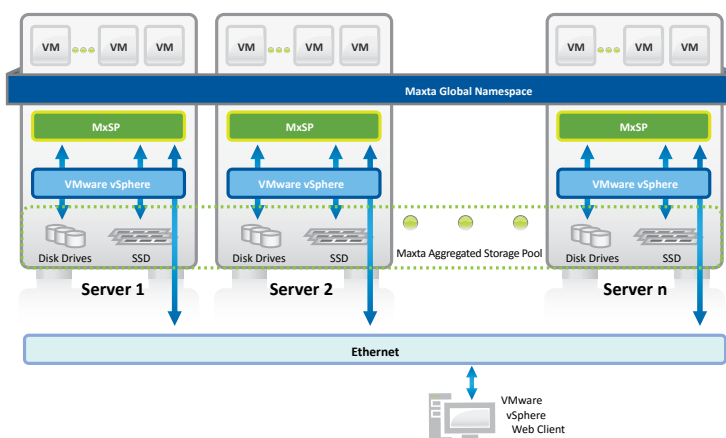 VM VM VM VM VM VM VM VM VM
Maxta Global Namespace
MxSP MxSP MxSP
VMware vSphere VMware vSphere VMware vSphere
Maxta Aggregated Storage Pool
Disk Drives SSD Disk Drives SSD Disk Drives SSD
Server 1 Server 2 Server n
Ethernet
VMware
vSphere
Web Client